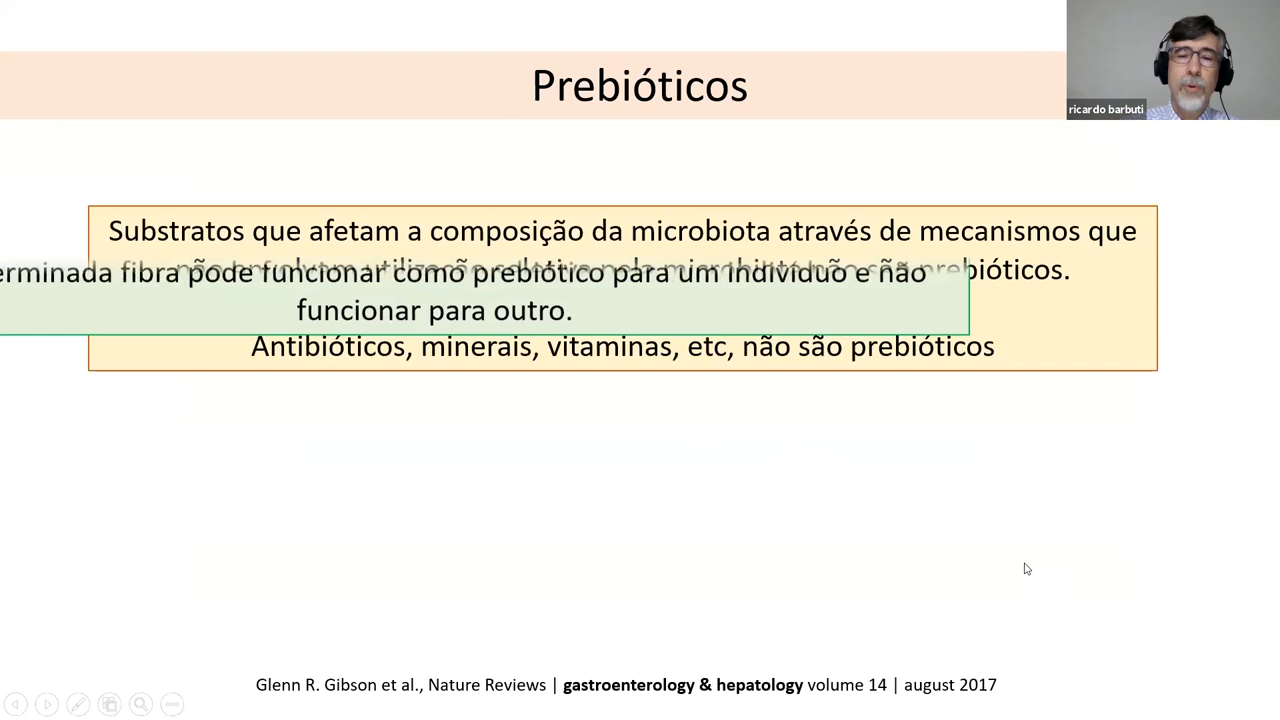 Prebióticos
ricardo barbuti
Substratos que afetam a composição da microbiota através de mecanismos que
prebióticos.
erminada fibra pode funcionar como prebiótico para um indivíduo e não
funcionar para outro.
Antibióticos, minerais, vitaminas, etc, não são prebióticos
Glenn R. Gibson et al., Nature Reviews | gastroenterology & hepatology volume 14 | august 2017